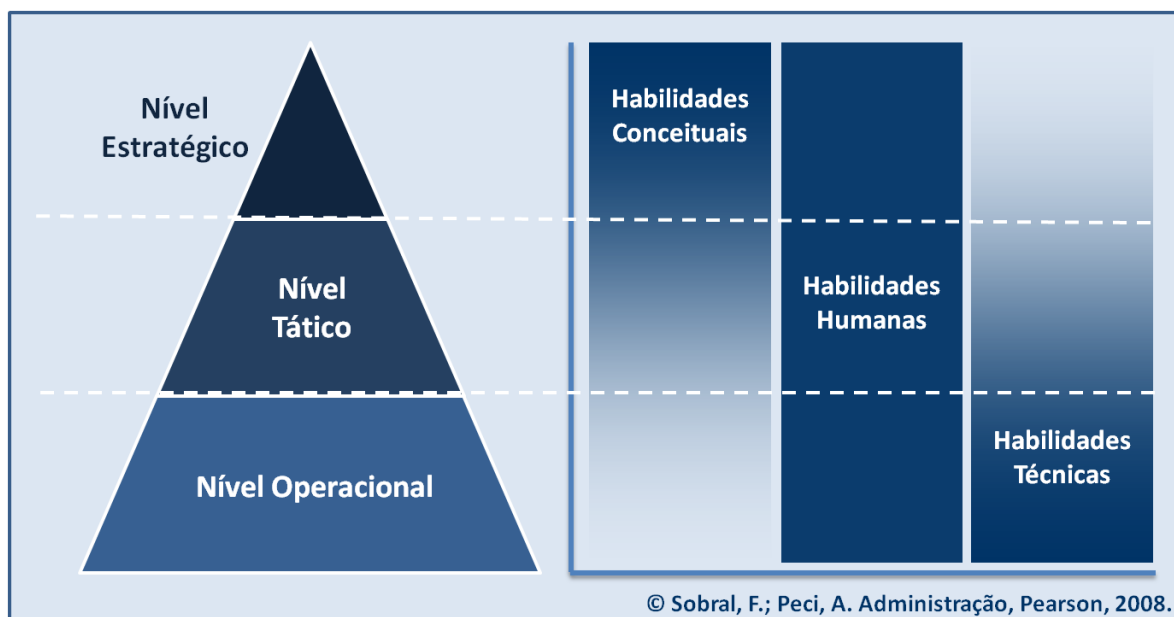 Nível
Estratégico
Nível
Tático
Nível Operacional
Habilidades
Conceituais
Habilidades
Humanas
Habilidades
Técnicas
© Sobral, F.; Peci, A. Administração, Pearson, 2008.